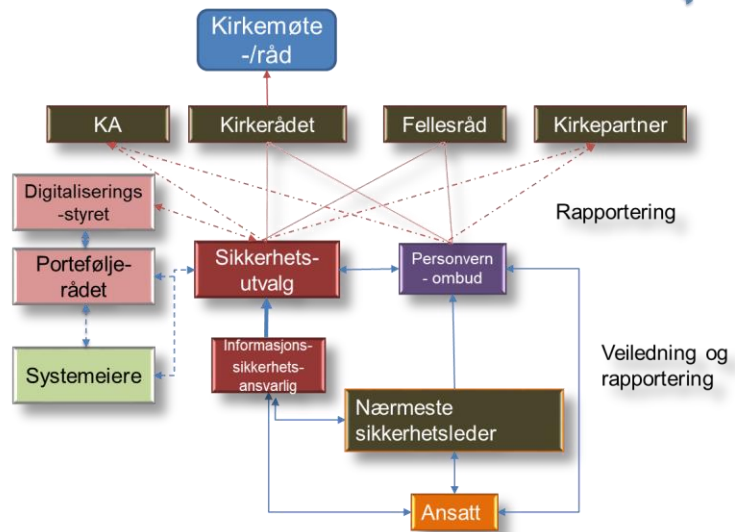 Kirkemøte
-/råd
KA
Kirkerådet
Fellesråd
Kirkepartner
Digitaliserings
-styret
Rapportering
Sikkerhets-
utvalg
Personvern
- ombud
Portefølje-
rådet
Informasjons-
sikkerhets-
ansvarlig
Veiledning og
rapportering
Systemeiere
Nærmeste
sikkerhetsleder
Ansatt